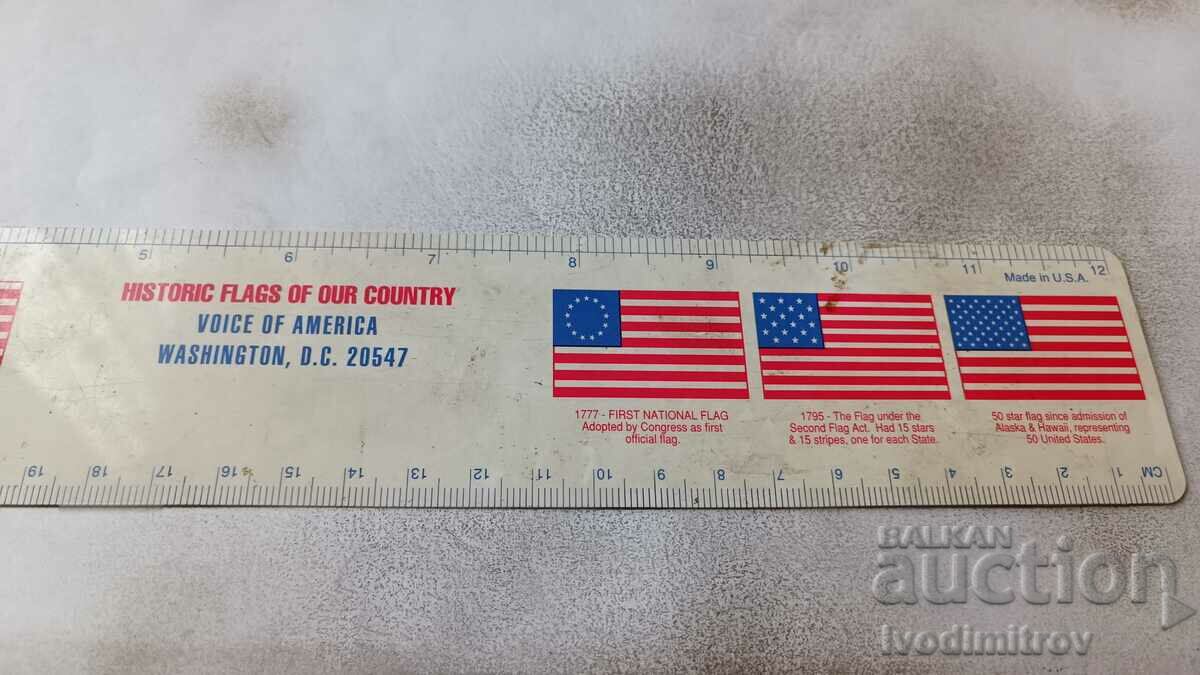 5 6 7 8 9 10 11 12
Made in U.S.A.
HISTORIC FLAGS OF OUR COUNTRY
VOICE OF AMERICA
WASHINGTON, D.C. 20547
1777 - FIRST NATIONAL FLAG
Adopted by Congress as first
official flag.
1795 - The Flag under the
Second Flag Act. Had 15 stars
& 15 stripes, one for each State.
50 star flag since admission of
Alaska & Hawaii, representing
50 United States.
19 18 17 16 15 14 13 12 11 10 9 8 7 6 5 4 3 2 1 CM
BALKAN
auction
Ivodimitrov